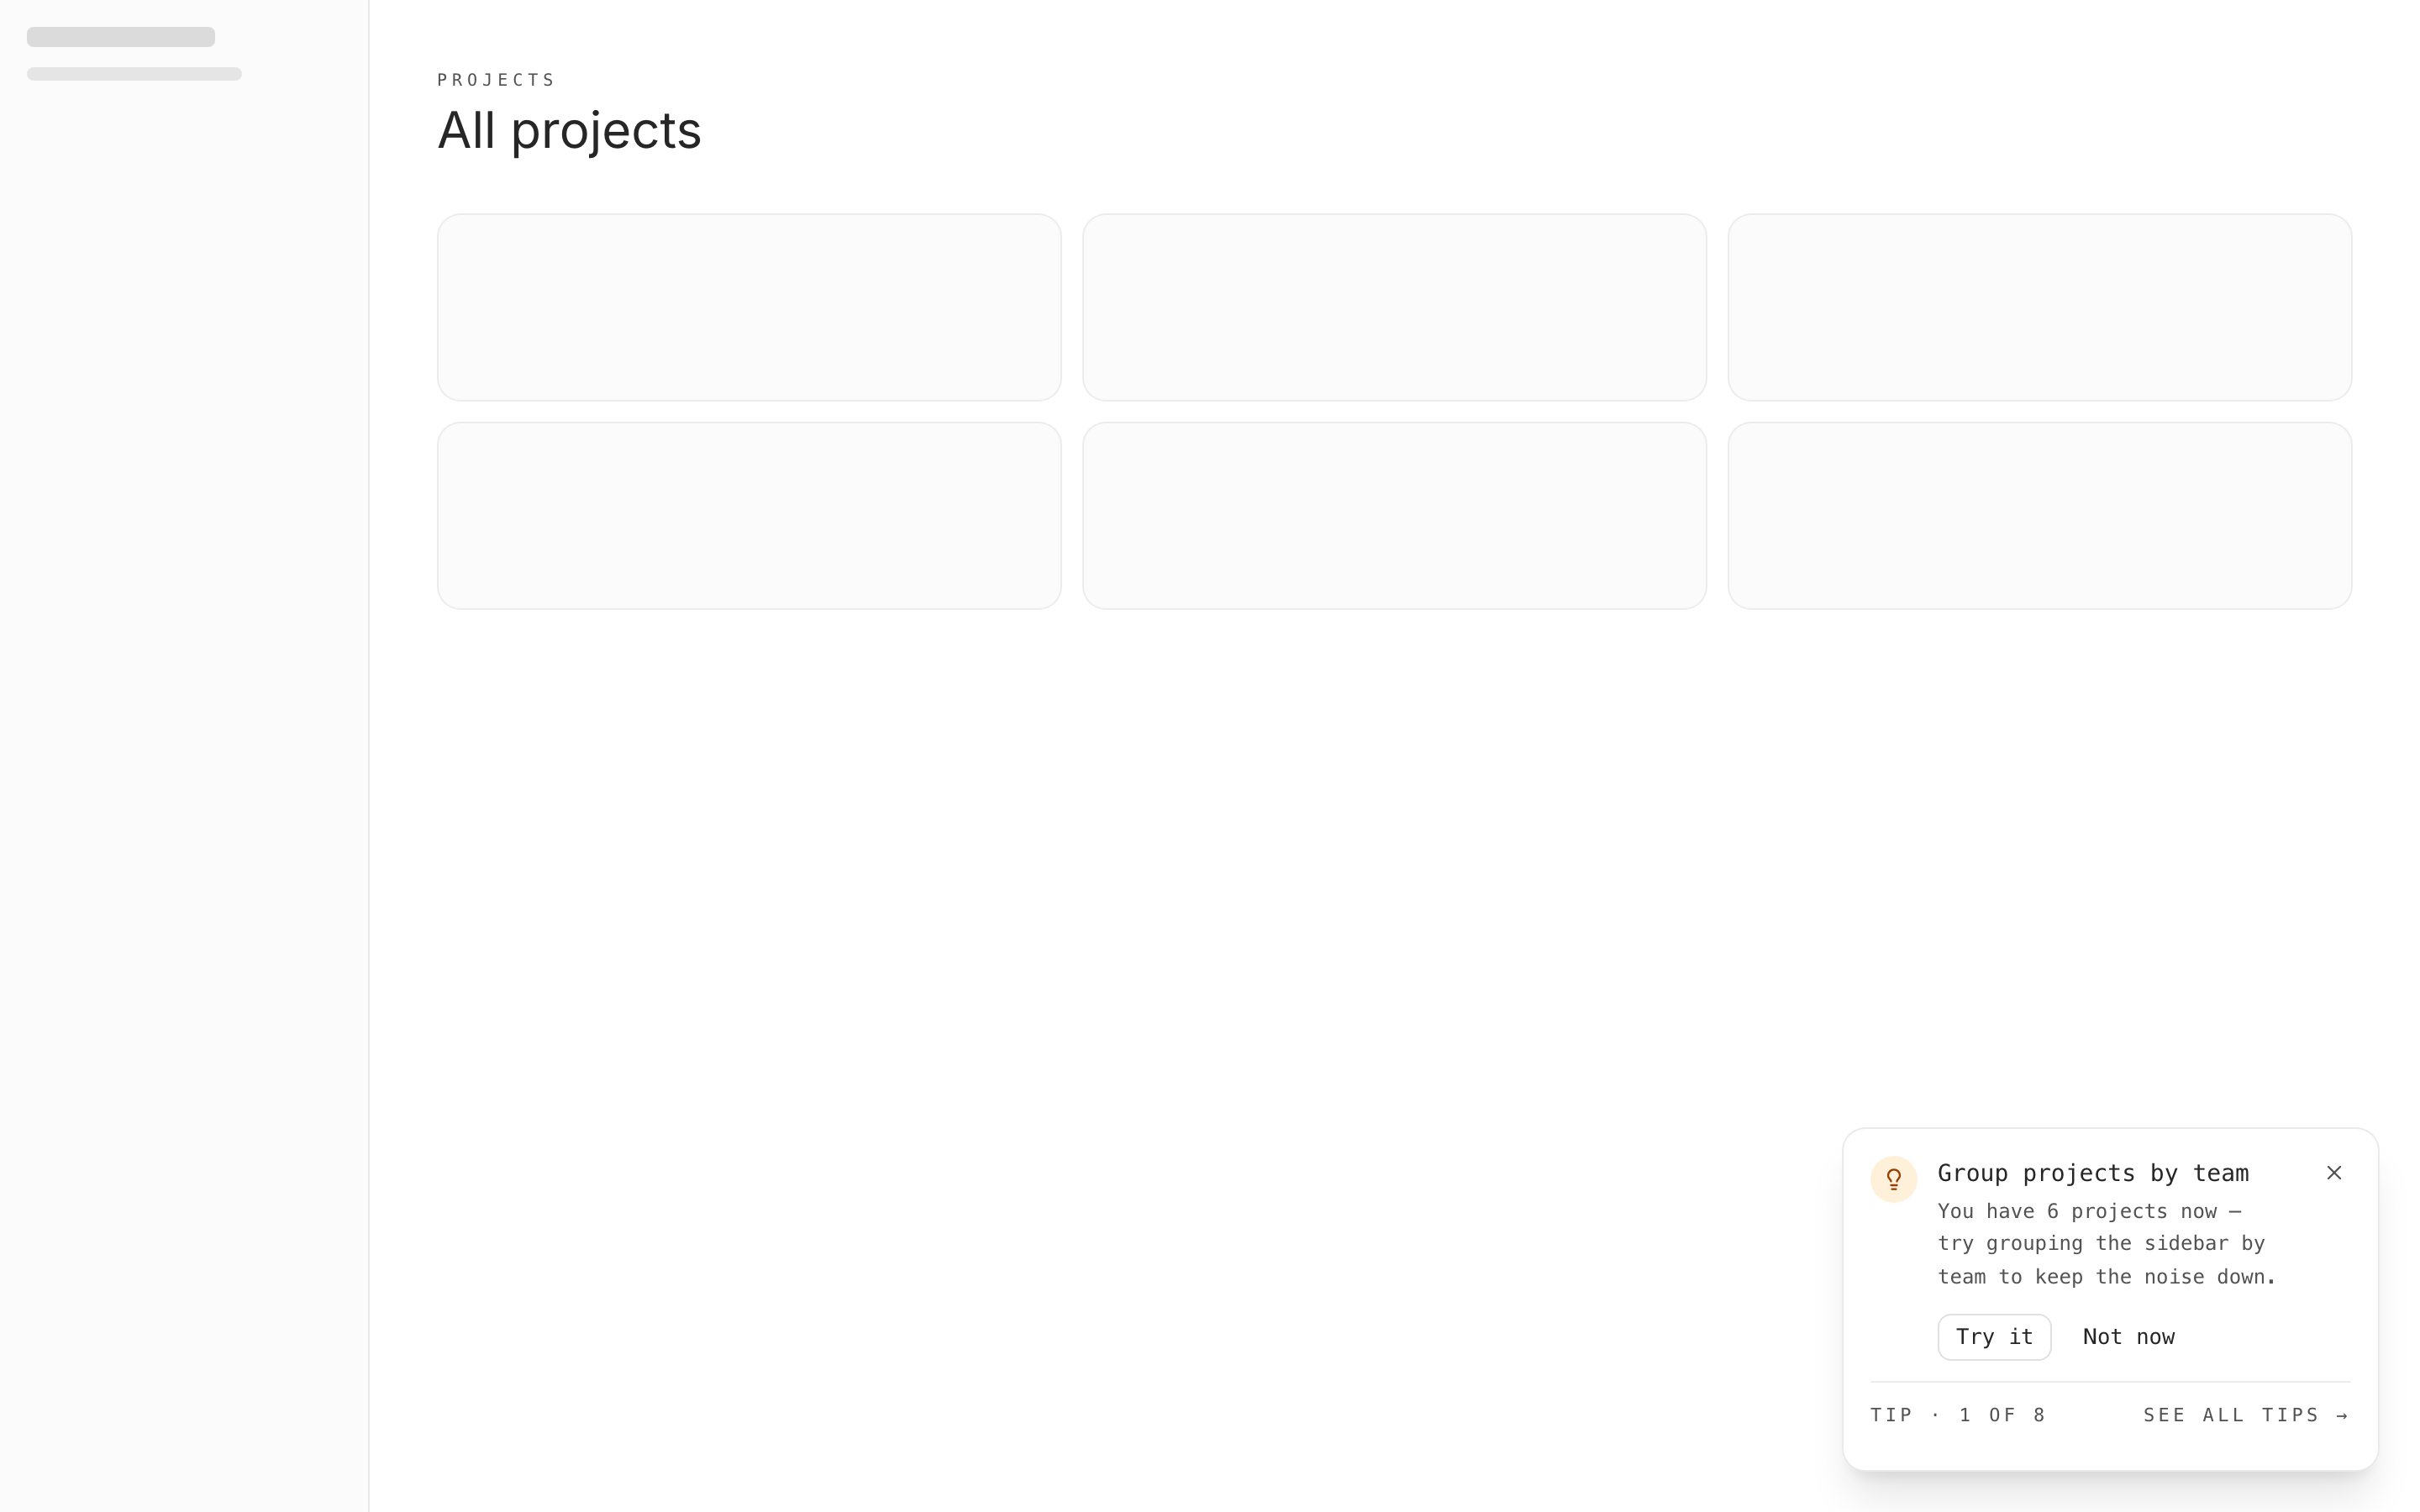 PROJECTS
All projects
Group projects by team
You have 6 projects now —
try grouping the sidebar by
team to keep the noise down.
Try it
Not now
TIP · 1 OF 8
SEE ALL TIPS →